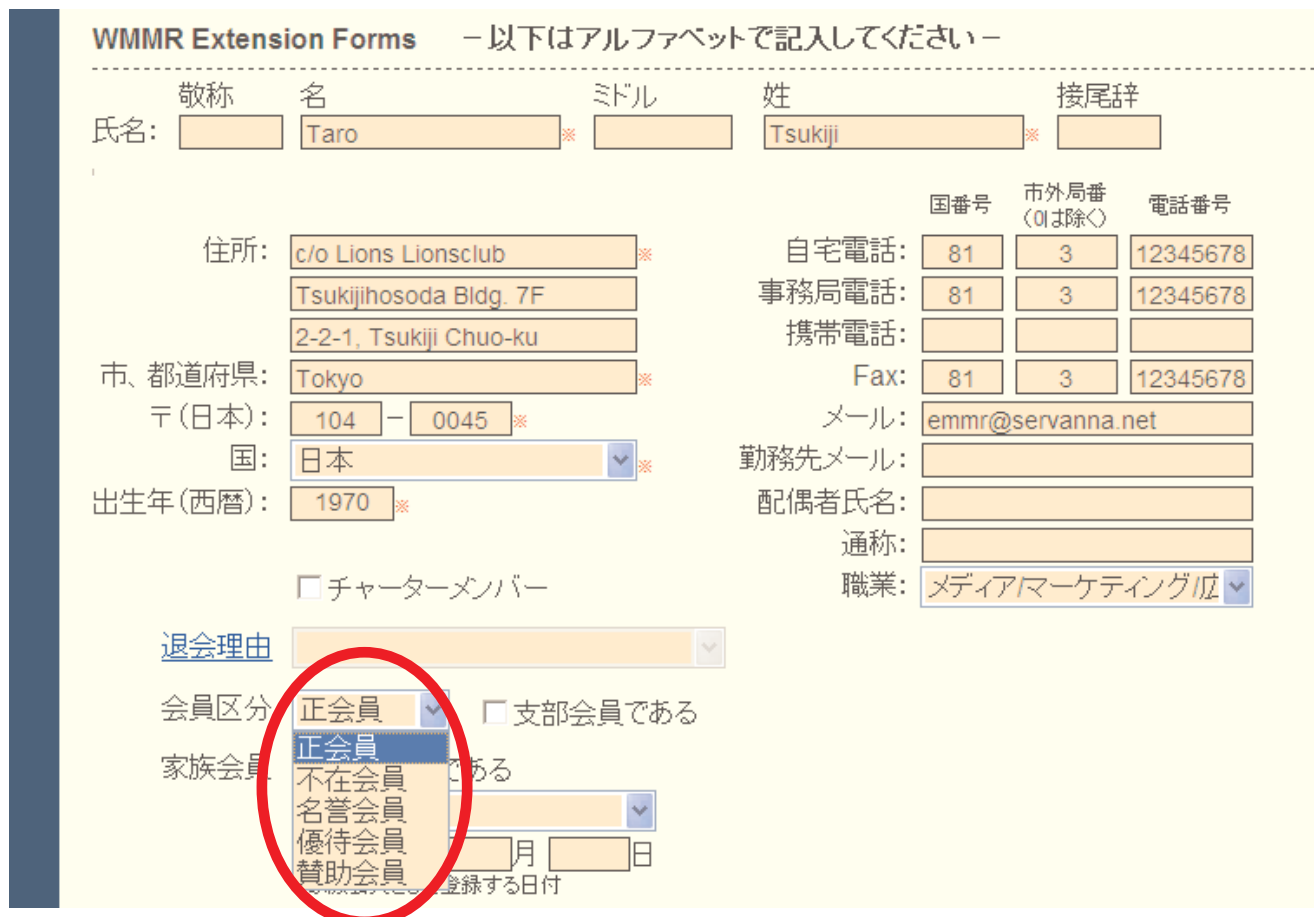 WMMR Extension Forms －以下はアルファベットで記入してください－
敬称 名 ミドル 姓 接尾辞
氏名： Taro ※ Tsukiji ※
国番号 市外局番（0は除く） 電話番号
住所： c/o Lions Lionsclub ※ 自宅電話： 81 3 12345678
Tsukijihosoda Bldg. 7F 事務局電話： 81 3 12345678
2-2-1, Tsukiji Chuo-ku 携帯電話：
市、都道府県： Tokyo ※ Fax： 81 3 12345678
〒（日本）： 104 － 0045 ※ メール： emmr@servanna.net
国： 日本 ※ 勤務先メール：
出生年（西暦）： 1970 ※ 配偶者氏名：
通称：
チャーターメンバー 職業： メディア/マーケティング/広
退会理由
会員区分 正会員 支部会員である
正会員
家族会員 である
不在会員
名誉会員
優待会員
月 日
賛助会員
登録する日付